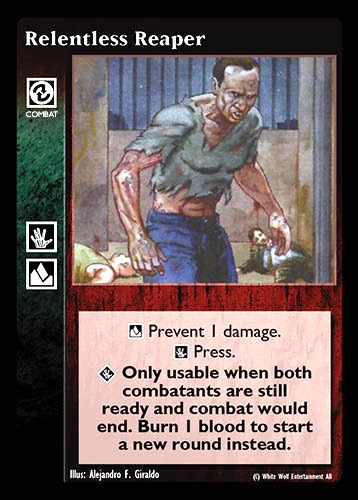 Relentless Reaper
COMBAT
Prevent 1 damage.
Press.
Only usable when both
combatants are still
ready and combat would
end. Burn 1 blood to start
a new round instead.
Illus: Alejandro F. Giraldo
(C) White Wolf Entertainment AB